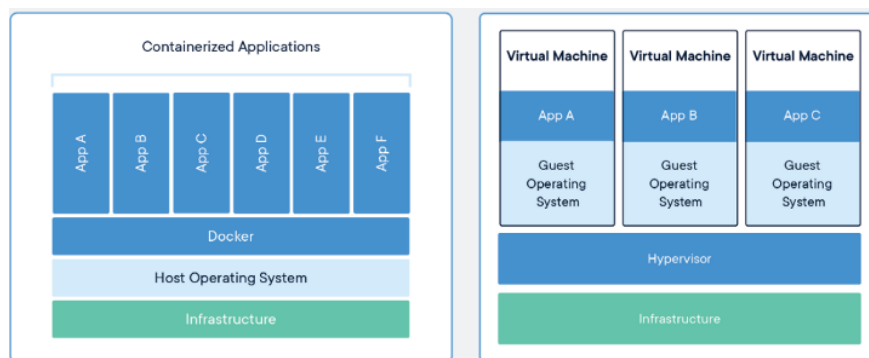 Containerized Applications
App A
App B
App C
App D
App E
App F
Docker
Host Operating System
Infrastructure
Virtual Machine
App A
Guest
Operating
System
Virtual Machine
App B
Guest
Operating
System
Virtual Machine
App C
Guest
Operating
System
Hypervisor
Infrastructure